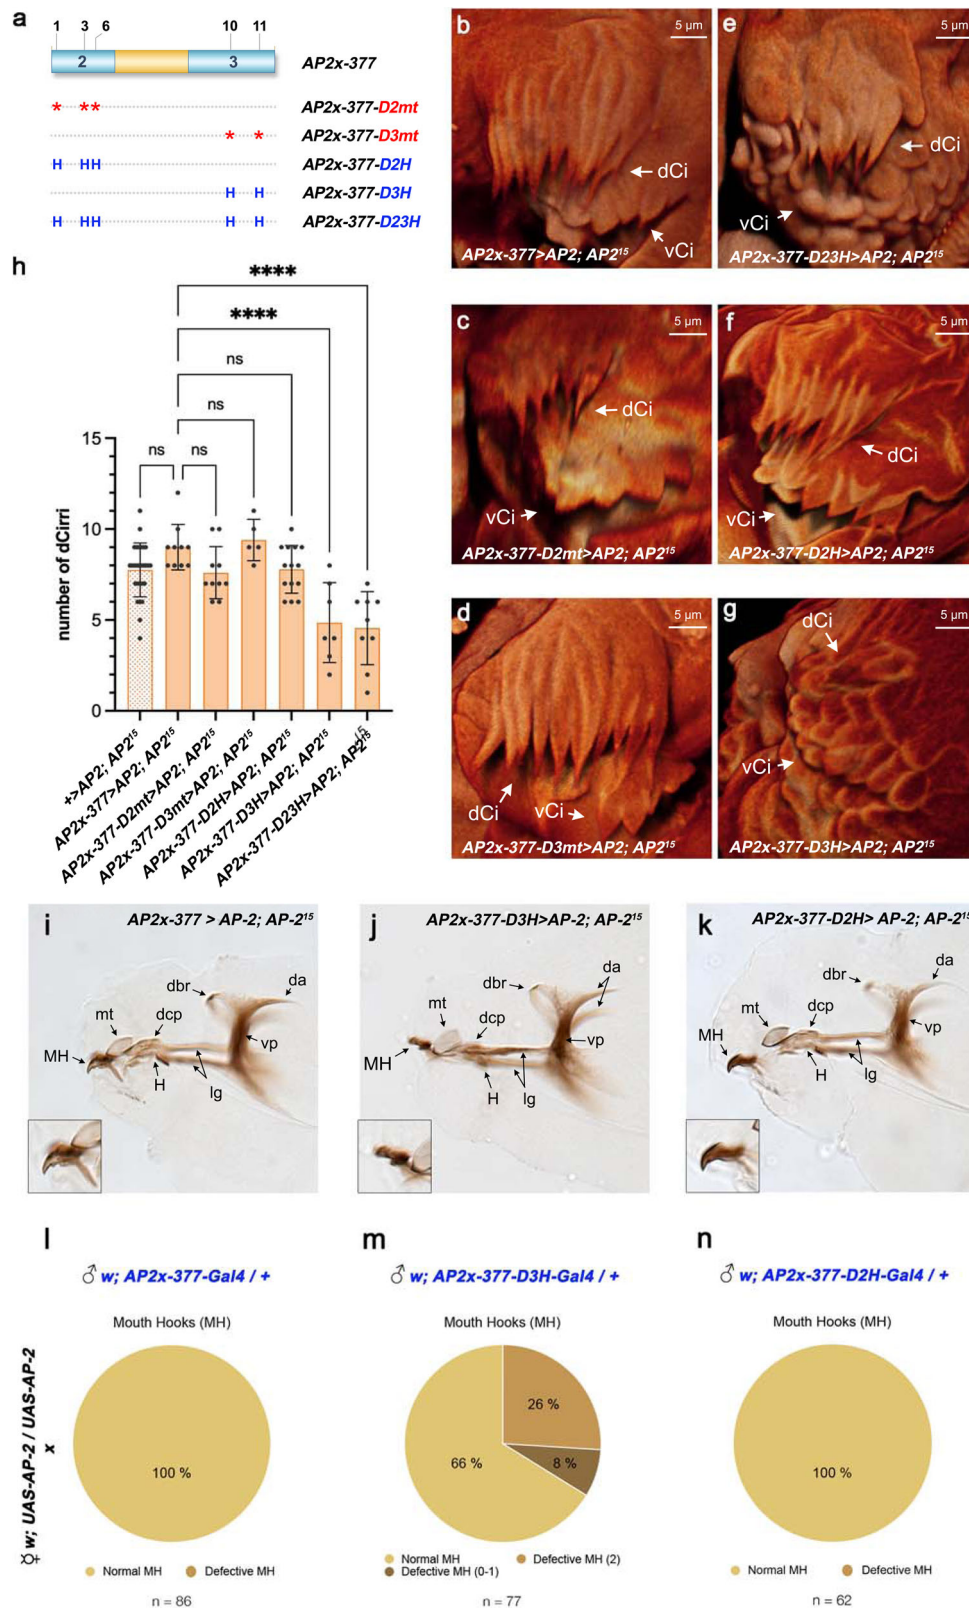 a
1 3 6 10 11
2 3 AP2x-377
* ** AP2x-377-D2mt
* * AP2x-377-D3mt
H H H AP2x-377-D2H
H H AP2x-377-D3H
H H H H H AP2x-377-D23H
b
5 µm
dCi
vCi
AP2x-377>AP2; AP2¹⁵
e
5 µm
dCi
vCi
AP2x-377-D23H>AP2; AP2¹⁵
c
5 µm
dCi
vCi
AP2x-377-D2mt>AP2; AP2¹⁵
f
5 µm
dCi
vCi
AP2x-377-D2H>AP2; AP2¹⁵
d
5 µm
dCi
vCi
AP2x-377-D3mt>AP2; AP2¹⁵
g
5 µm
dCi
vCi
AP2x-377-D3H>AP2; AP2¹⁵
h
****
****
ns
ns
ns ns
15
10
5
0
number of dCirri
+>AP2; AP2¹⁵
AP2x-377>AP2; AP2¹⁵
AP2x-377-D2mt>AP2; AP2¹⁵
AP2x-377-D3mt>AP2; AP2¹⁵
AP2x-377-D2H>AP2; AP2¹⁵
AP2x-377-D3H>AP2; AP2¹⁵
AP2x-377-D23H>AP2; AP2¹⁵
i
AP2x-377 > AP-2; AP-2¹⁵
dbr
da
mt
dcp
vp
MH
H
lg
j
AP2x-377-D3H>AP-2; AP-2¹⁵
dbr
da
mt
dcp
vp
MH
H
lg
k
AP2x-377-D2H> AP-2; AP-2¹⁵
dbr
da
mt
dcp
vp
MH
H
lg
l
♂ w; AP2x-377-Gal4 / +
Mouth Hooks (MH)
100 %
Normal MH Defective MH
n = 86
m
♂ w; AP2x-377-D3H-Gal4 / +
Mouth Hooks (MH)
26 %
8 %
66 %
Normal MH Defective MH (2)
Defective MH (0-1)
n = 77
n
♂ w; AP2x-377-D2H-Gal4 / +
Mouth Hooks (MH)
100 %
Normal MH Defective MH
n = 62
☿ w; UAS-AP-2 / UAS-AP-2
x